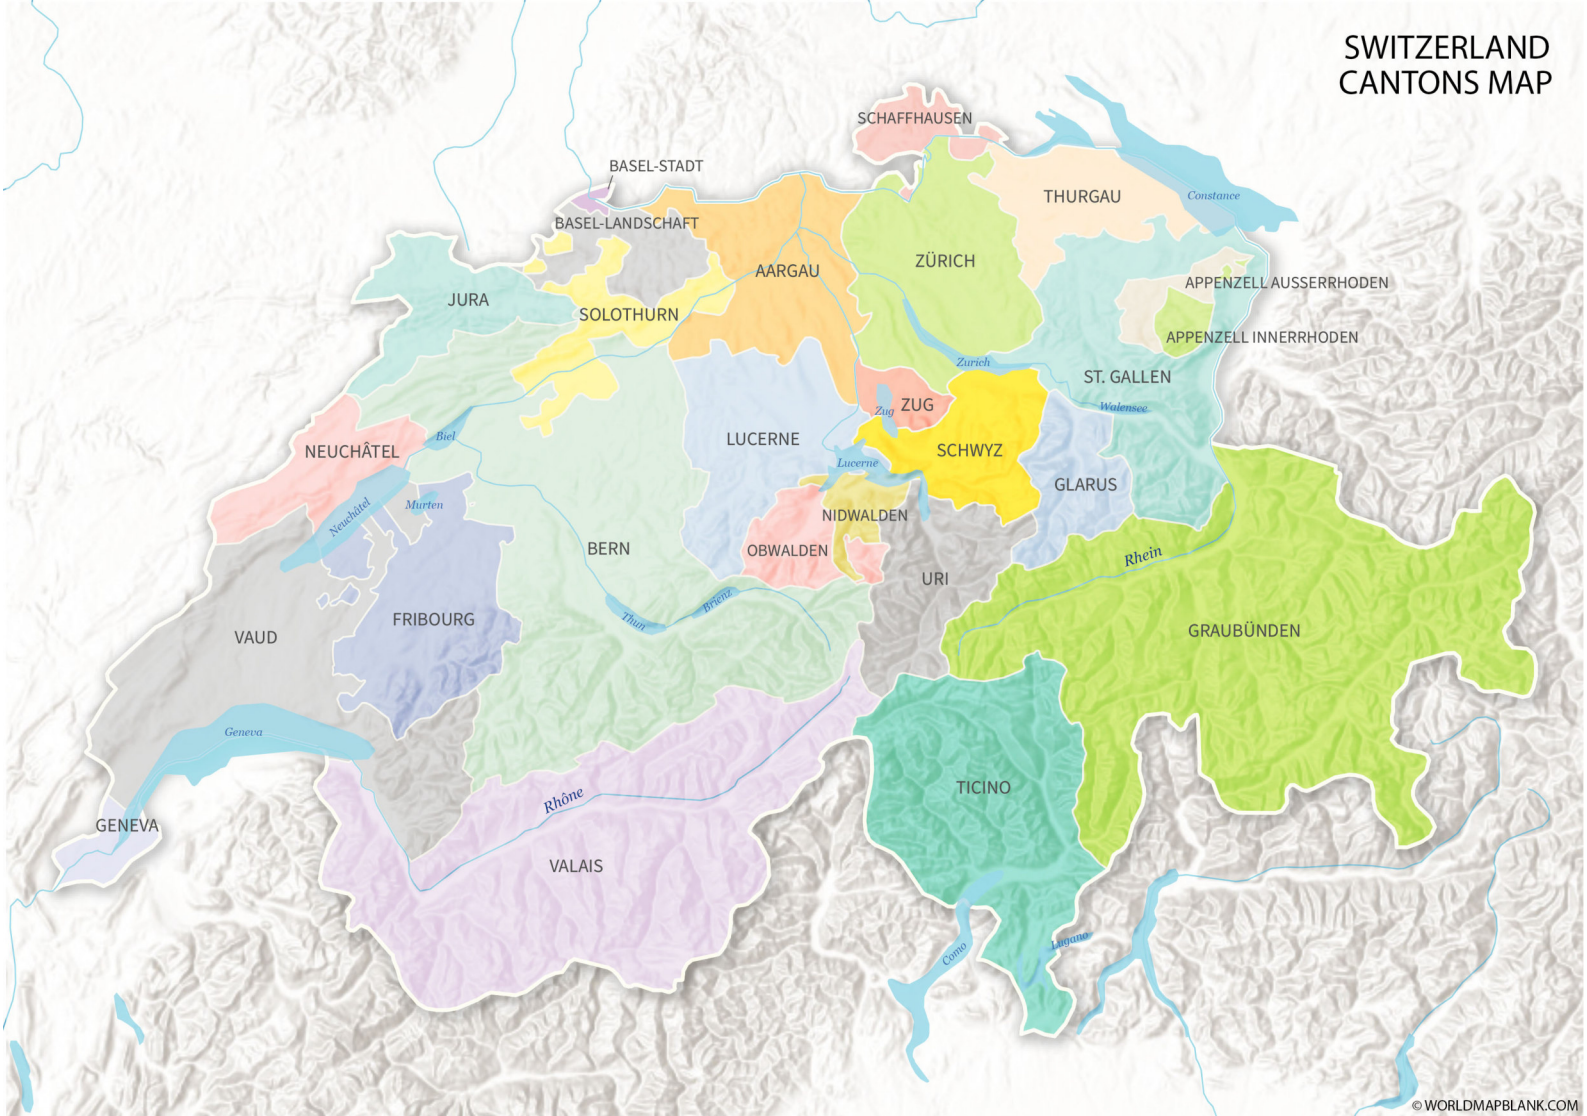 SWITZERLAND
CANTONS MAP
SCHAFFHAUSEN
BASEL-STADT
THURGAU
Constance
BASEL-LANDSCHAFT
ZÜRICH
AARGAU
APPENZELL AUSSERRHODEN
JURA
SOLOTHURN
APPENZELL INNERRHODEN
Zurich
ST. GALLEN
ZUG
Zug
Walensee
Biel
LUCERNE
NEUCHÂTEL
SCHWYZ
Lucerne
GLARUS
Murten
Neuchâtel
NIDWALDEN
BERN
OBWALDEN
Rhein
URI
Brienz
Thun
FRIBOURG
VAUD
GRAUBÜNDEN
Geneva
TICINO
Rhône
GENEVA
VALAIS
Lugano
Como
© WORLDMAPBLANK.COM